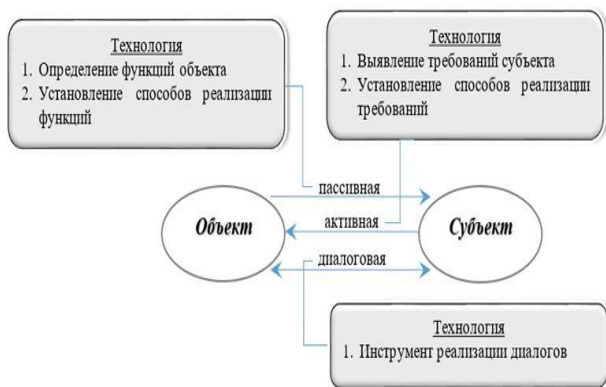 Технология
1. Определение функций объекта
2. Установление способов реализации
функций
Технология
1. Выявление требований субъекта
2. Установление способов реализации
требований
пассивная
Объект
активная
Субъект
диалоговая
Технология
1. Инструмент реализации диалогов